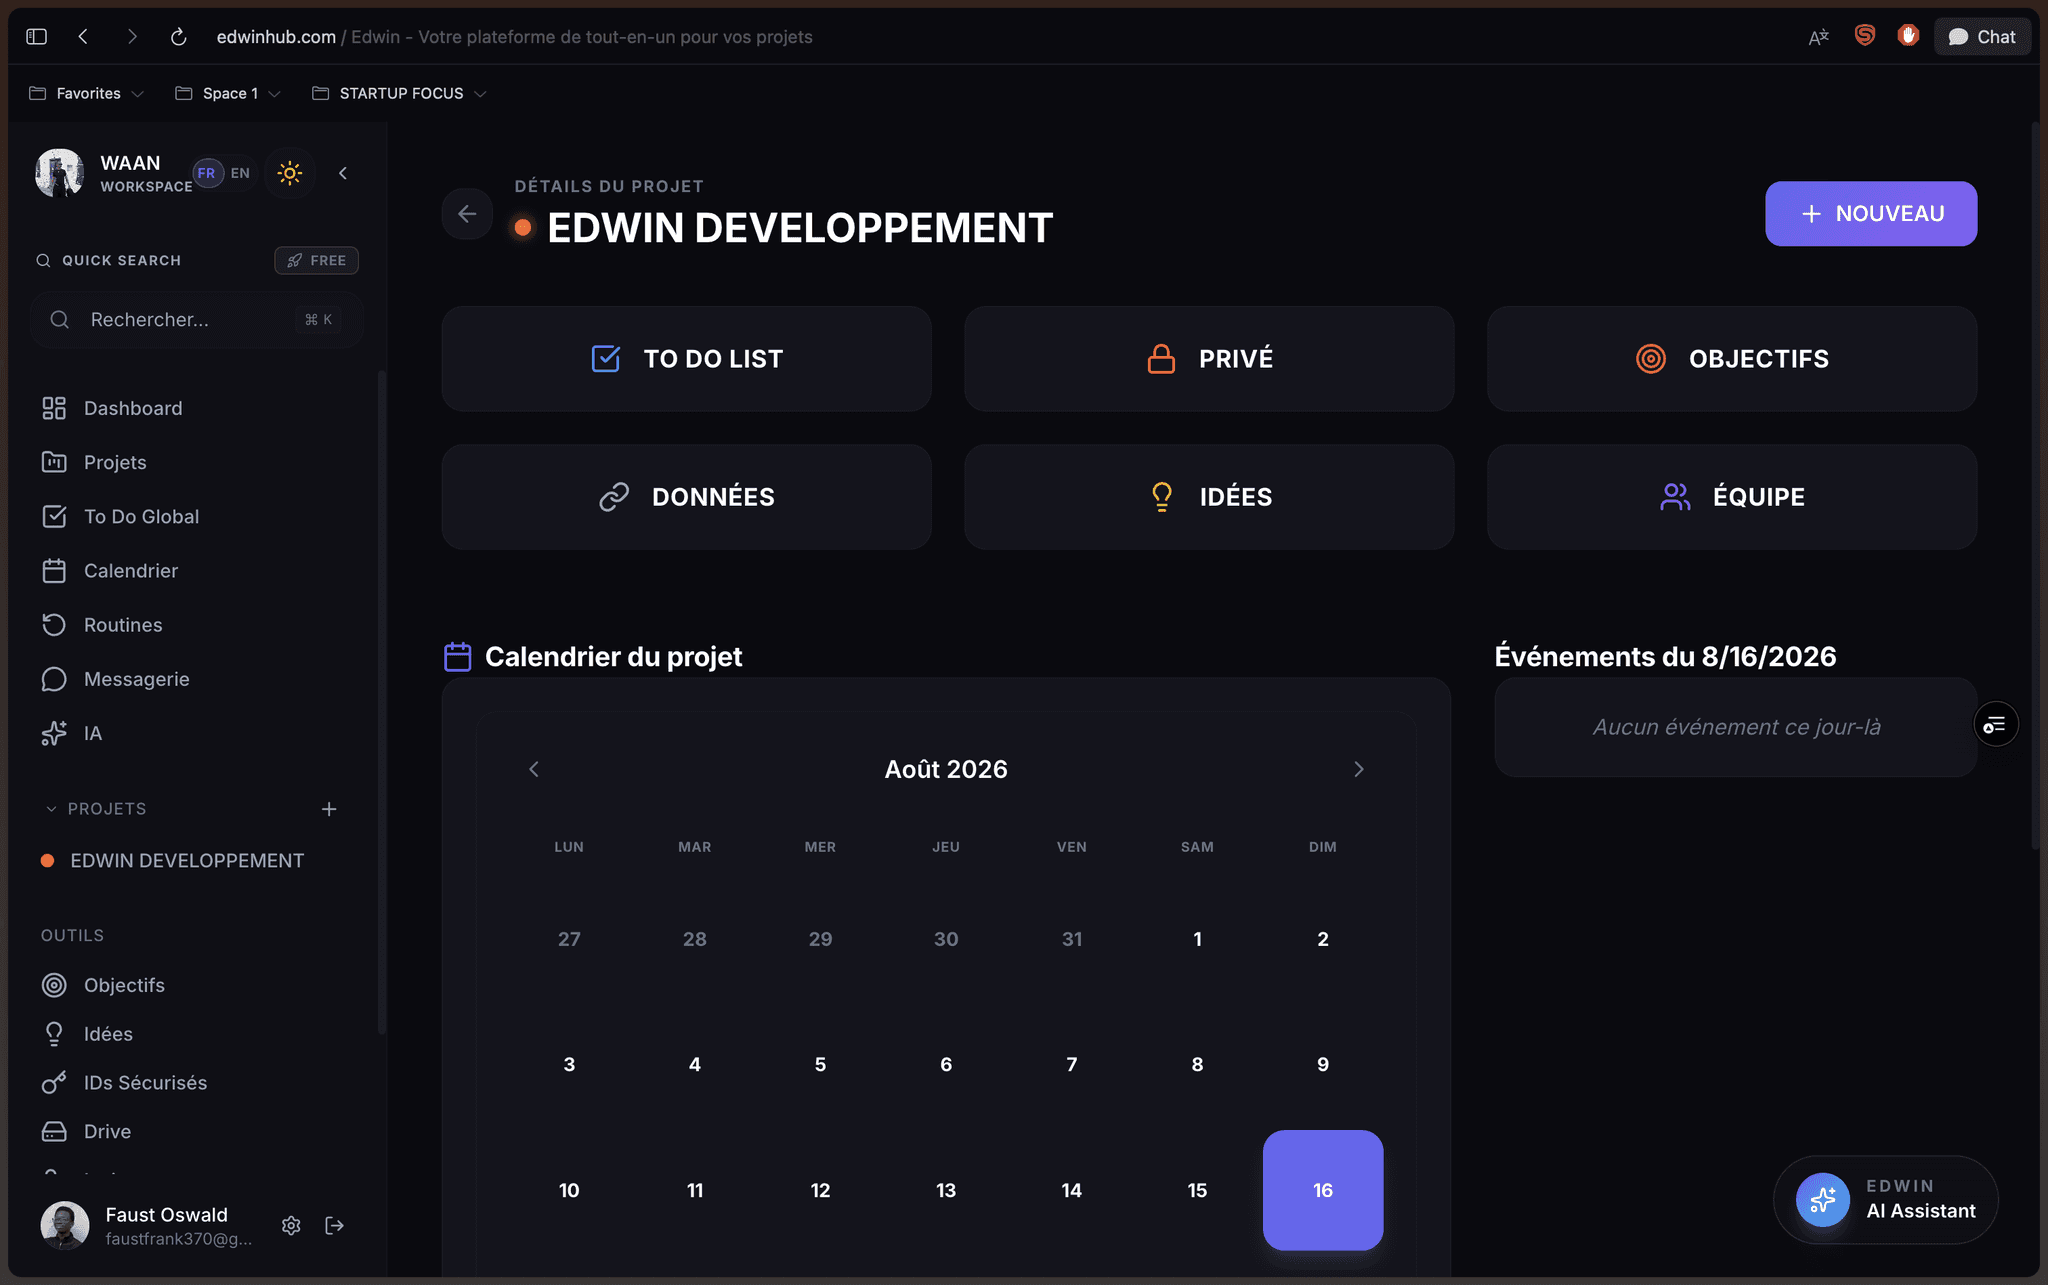 edwinhub.com / Edwin - Votre plateforme de tout-en-un pour vos projets
Chat
Favorites
Space 1
STARTUP FOCUS
WAAN
WORKSPACE
FR
EN
QUICK SEARCH
FREE
Rechercher...
⌘ K
Dashboard
Projets
To Do Global
Calendrier
Routines
Messagerie
IA
PROJETS
EDWIN DEVELOPPEMENT
OUTILS
Objectifs
Idées
IDs Sécurisés
Drive
Faust Oswald
faustfrank370@g...
DÉTAILS DU PROJET
EDWIN DEVELOPPEMENT
NOUVEAU
TO DO LIST
PRIVÉ
OBJECTIFS
DONNÉES
IDÉES
ÉQUIPE
Calendrier du projet
Août 2026
LUN MAR MER JEU VEN SAM DIM
27 28 29 30 31 1 2
3 4 5 6 7 8 9
10 11 12 13 14 15 16
Événements du 8/16/2026
Aucun événement ce jour-là
EDWIN
AI Assistant